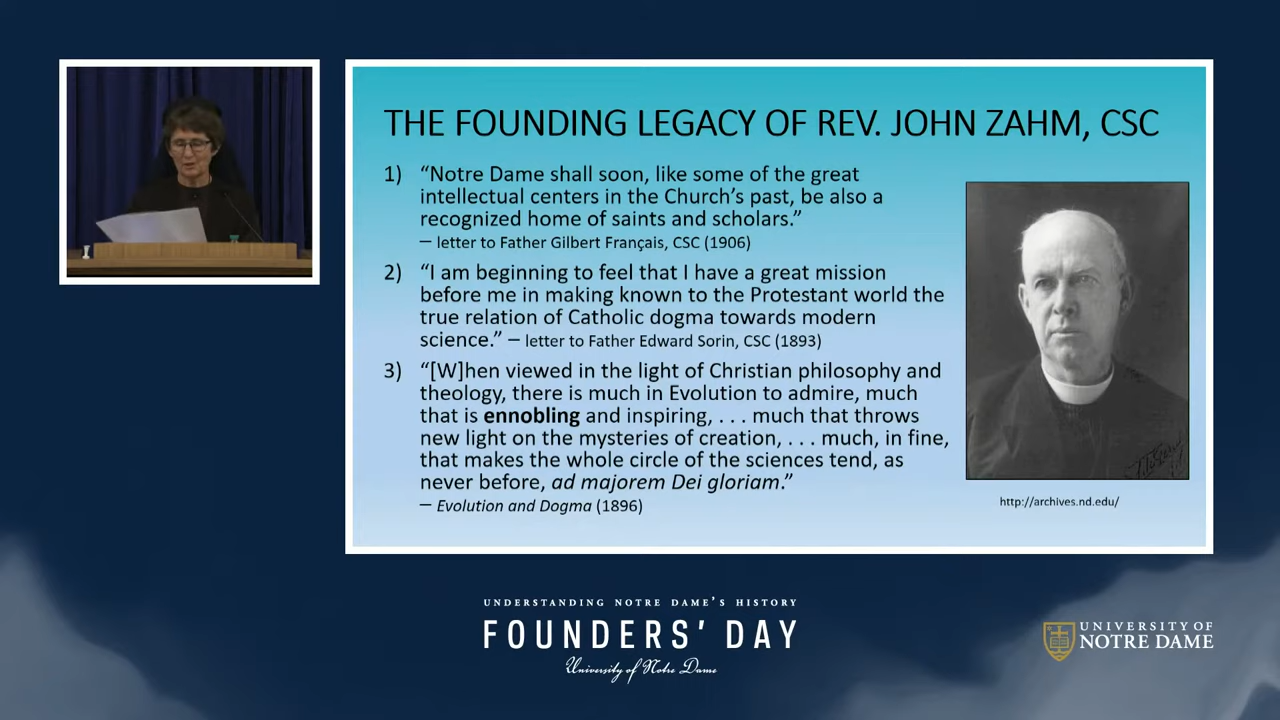 THE FOUNDING LEGACY OF REV. JOHN ZAHM, CSC
1) “Notre Dame shall soon, like some of the great
intellectual centers in the Church’s past, be also a
recognized home of saints and scholars.”
— letter to Father Gilbert Français, CSC (1906)
2) “I am beginning to feel that I have a great mission
before me in making known to the Protestant world the
true relation of Catholic dogma towards modern
science.” — letter to Father Edward Sorin, CSC (1893)
3) “[W]hen viewed in the light of Christian philosophy and
theology, there is much in Evolution to admire, much
that is ennobling and inspiring, . . . much that throws
new light on the mysteries of creation, . . . much, in fine,
that makes the whole circle of the sciences tend, as
never before, ad majorem Dei gloriam.”
— Evolution and Dogma (1896)
http://archives.nd.edu/
UNDERSTANDING NOTRE DAME’S HISTORY
FOUNDERS’ DAY
University of Notre Dame
UNIVERSITY OF
NOTRE DAME